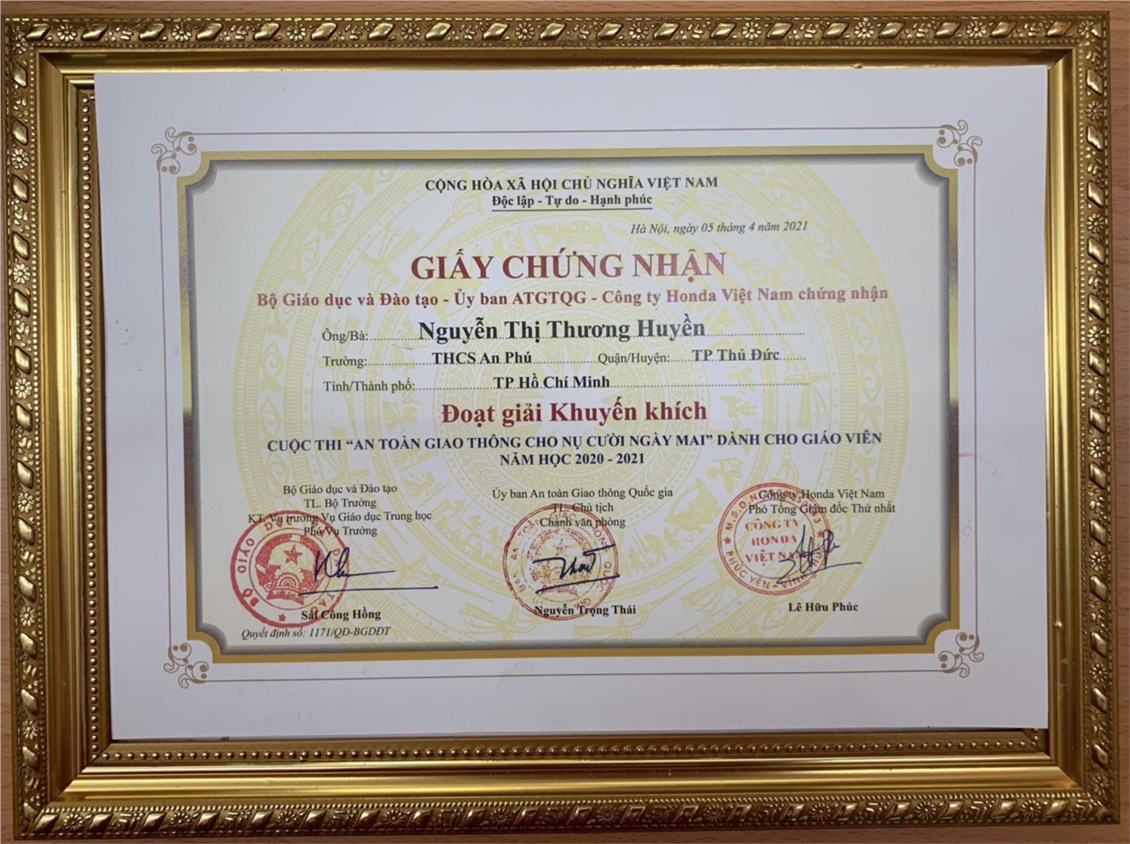 CỘNG HÒA XÃ HỘI CHỦ NGHĨA VIỆT NAM
Độc lập - Tự do - Hạnh phúc
Hà Nội, ngày 05 tháng 4 năm 2021
GIẤY CHỨNG NHẬN
Bộ Giáo dục và Đào tạo - Ủy ban ATGTQG - Công ty Honda Việt Nam chứng nhận
Ông/Bà: Nguyễn Thị Thương Huyền
Trường: THCS An Phú Quận/Huyện: TP Thủ Đức
Tỉnh/Thành phố: TP Hồ Chí Minh
Đoạt giải Khuyến khích
CUỘC THI “AN TOÀN GIAO THÔNG CHO NỤ CƯỜI NGÀY MAI” DÀNH CHO GIÁO VIÊN
NĂM HỌC 2020 - 2021
Bộ Giáo dục và Đào tạo
TL. Bộ Trưởng
KT. Vụ trưởng Vụ Giáo dục Trung học
Phó Vụ Trưởng
Sái Công Hồng
Quyết định số: 1171/QĐ-BGDĐT
Ủy ban An toàn Giao thông Quốc gia
TL. Chủ tịch
Chánh văn phòng
Nguyễn Trọng Thái
Công ty Honda Việt Nam
Phó Tổng Giám đốc Thứ nhất
CÔNG TY
HONDA
VIỆT NAM
Lê Hữu Phúc